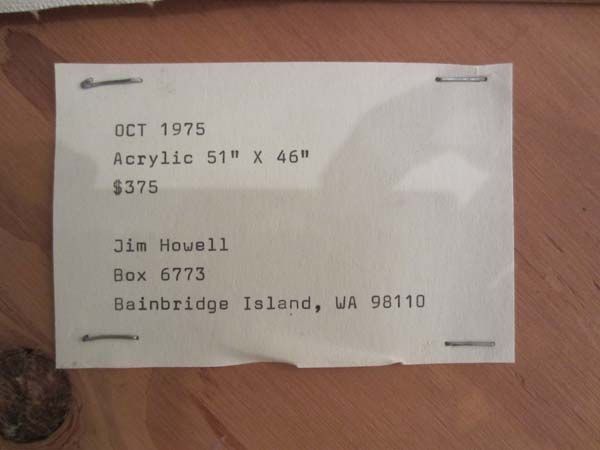 OCT 1975
Acrylic 51" X 46"
$375
Jim Howell
Box 6773
Bainbridge Island, WA 98110